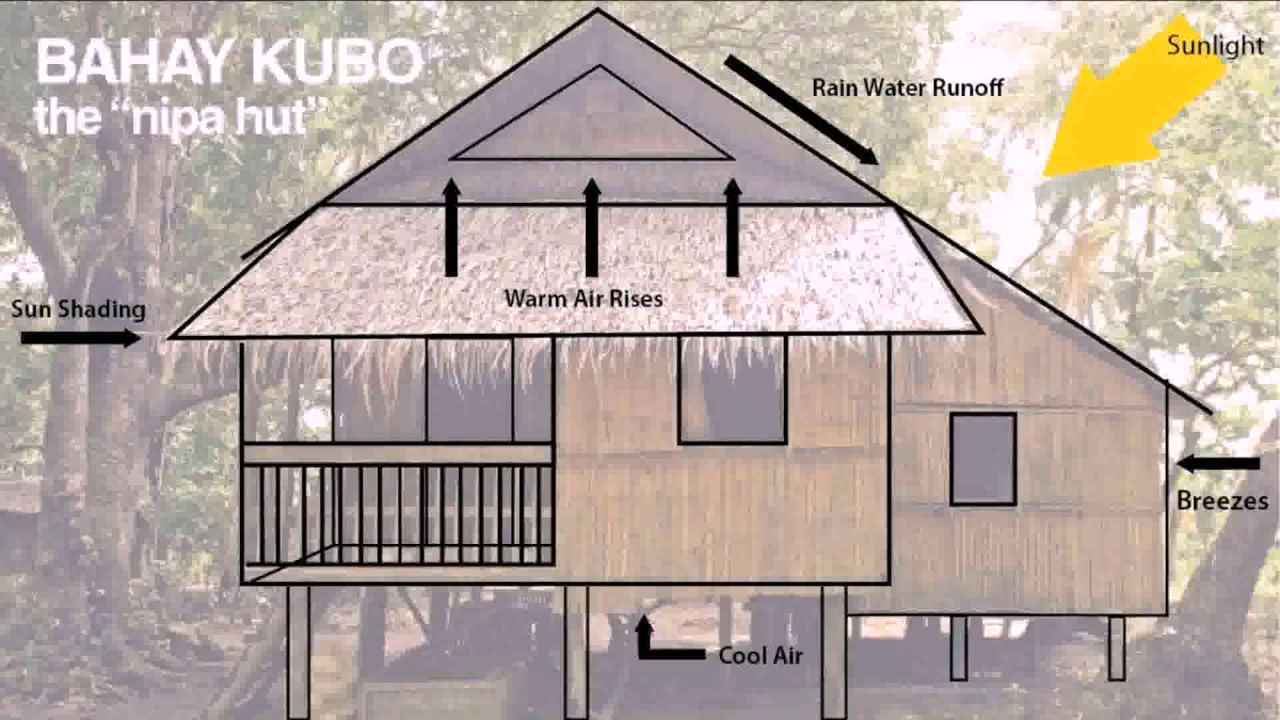 BAHAY KUBO
the “nipa hut”
Sunlight
Rain Water Runoff
Warm Air Rises
Sun Shading
Breezes
Cool Air